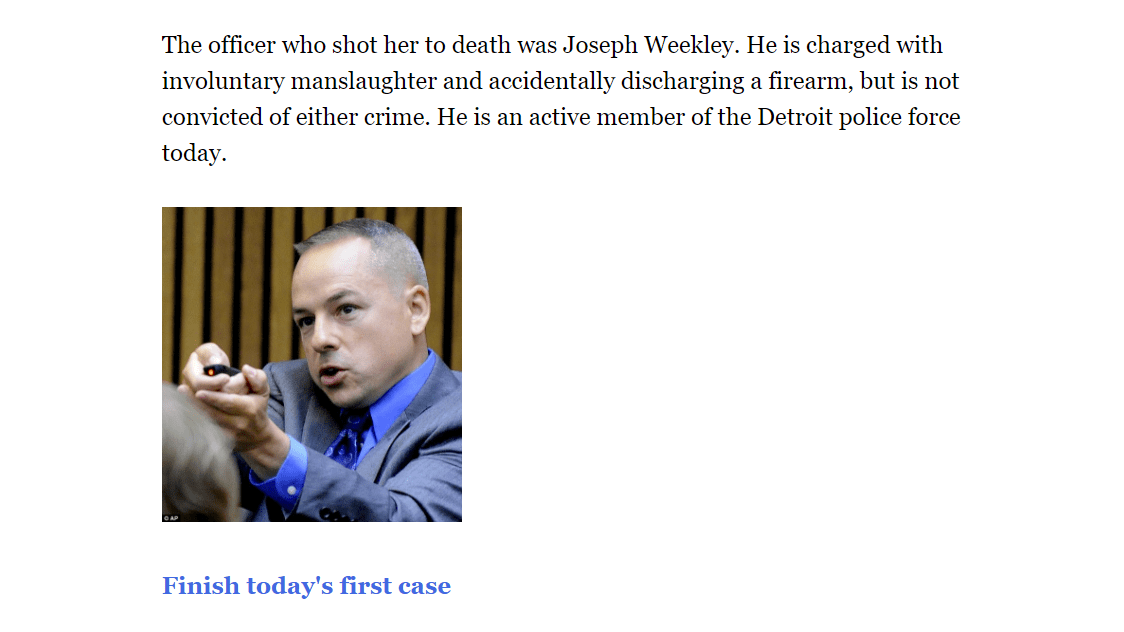 The officer who shot her to death was Joseph Weekley. He is charged with
involuntary manslaughter and accidentally discharging a firearm, but is not
convicted of either crime. He is an active member of the Detroit police force
today.
© AP
Finish today's first case